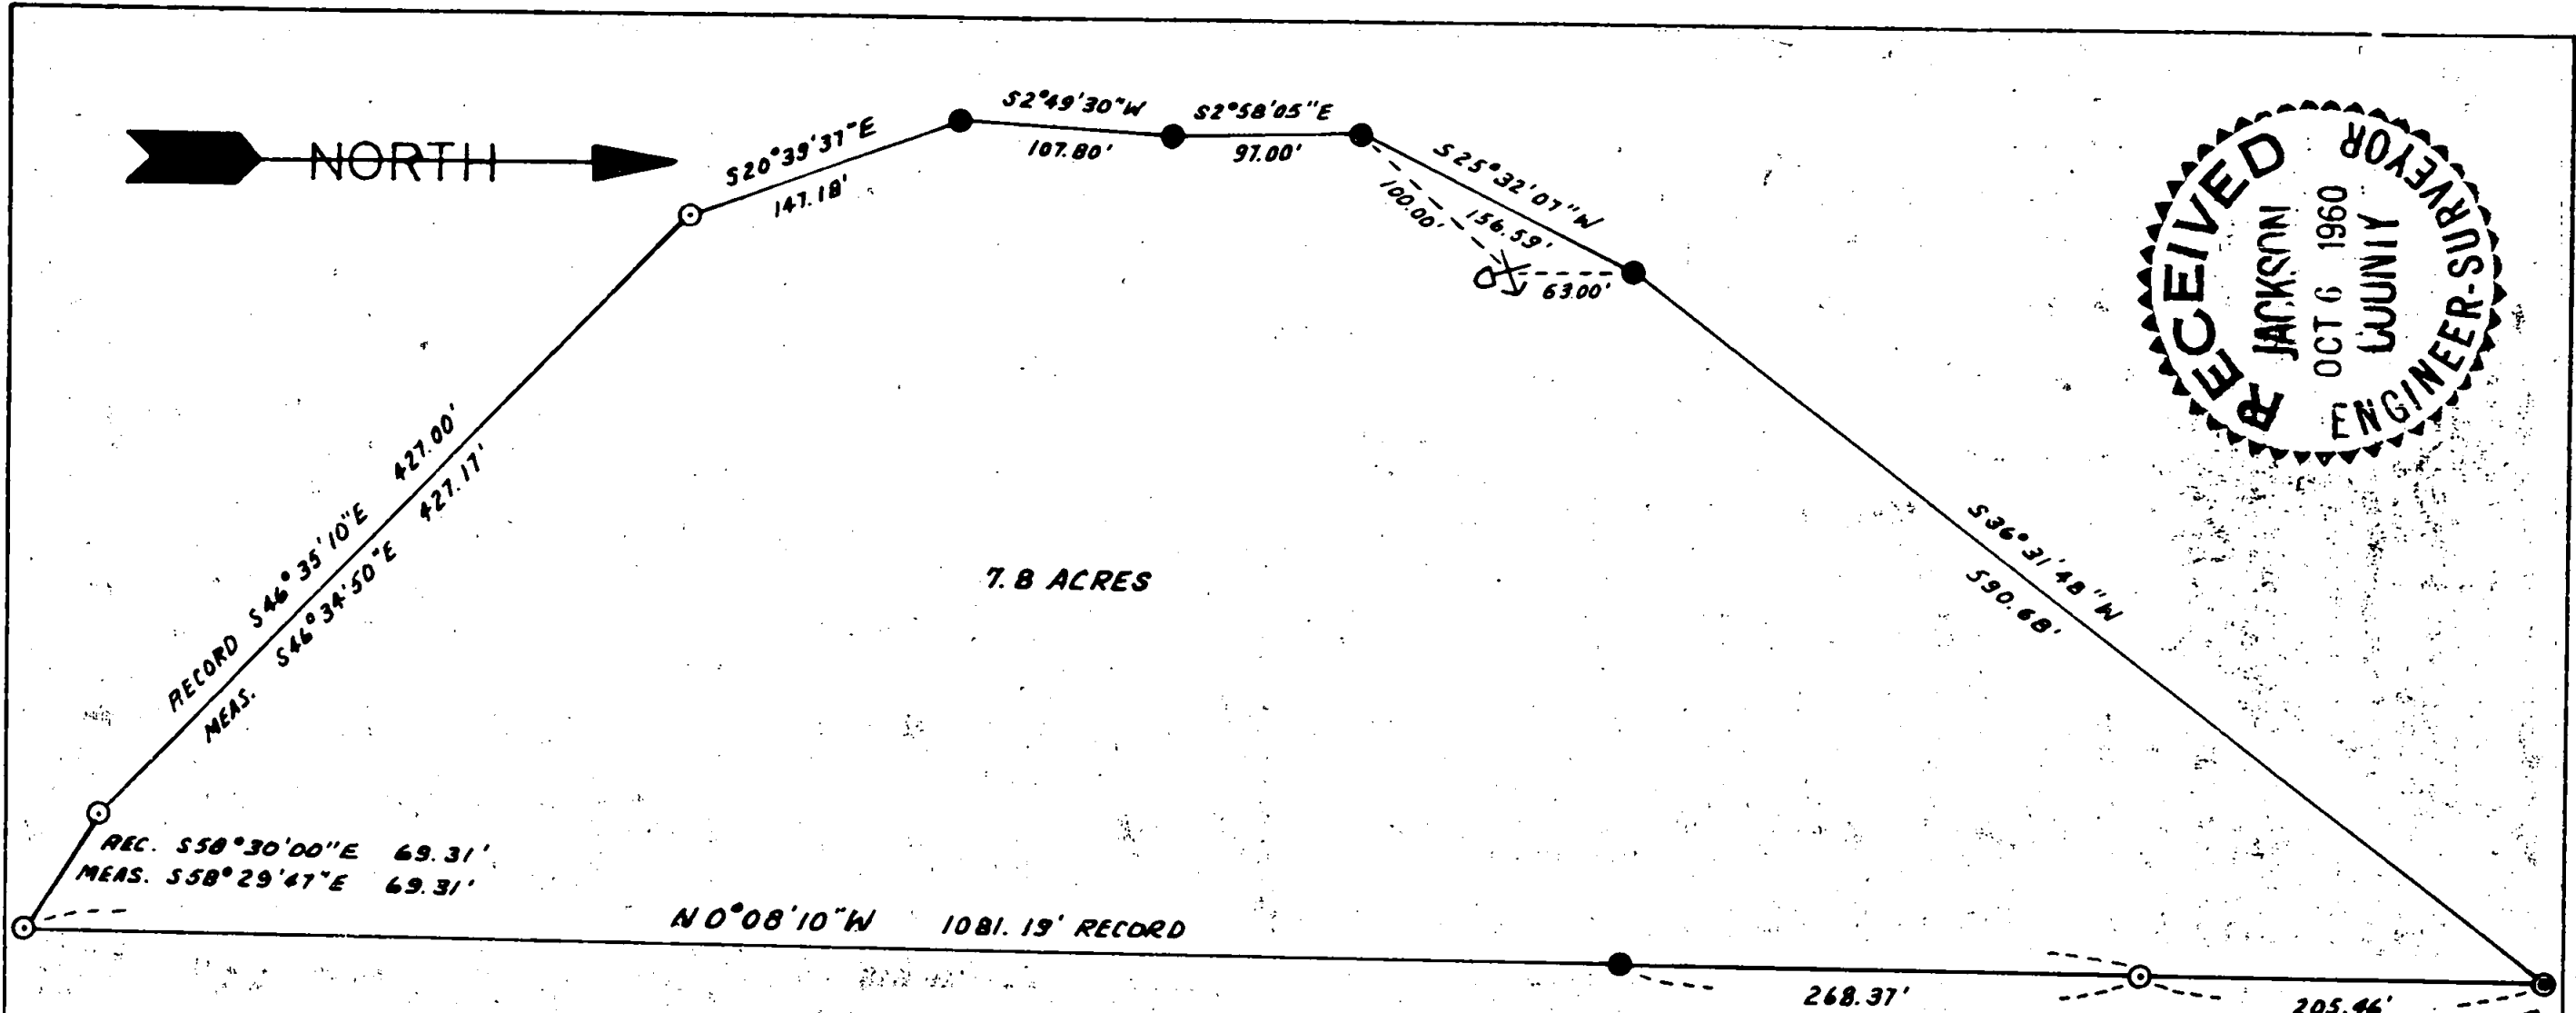 NORTH
S20°39'37"E
147.18'
S2°49'30"W
107.80'
S2°58'05"E
97.00'
S25°32'07"W
156.59'
100.00'
63.00'
RECEIVED
JACKSON
OCT 6 1960
COUNTY
ENGINEER-SURVEYOR
RECORD S46°35'10"E 427.00'
MEAS. S46°34'50"E 427.17'
7.8 ACRES
S36°31'48"W
590.68'
REC. S58°30'00"E 69.31'
MEAS. S58°29'47"E 69.31'
N0°08'10"W 1081.19' RECORD
268.37'
205.46'